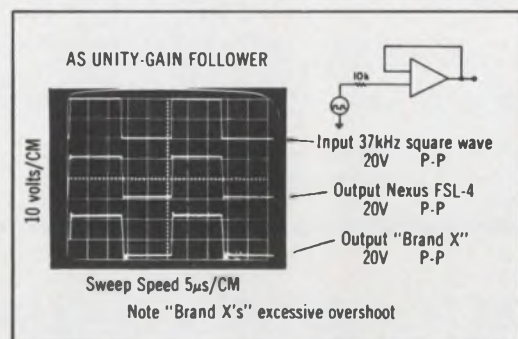 AS UNITY-GAIN FOLLOWER
10k
10 volts/CM
Input 37kHz square wave
20V P-P
Output Nexus FSL-4
20V P-P
Output "Brand X"
20V P-P
Sweep Speed 5μs/CM
Note "Brand X's" excessive overshoot